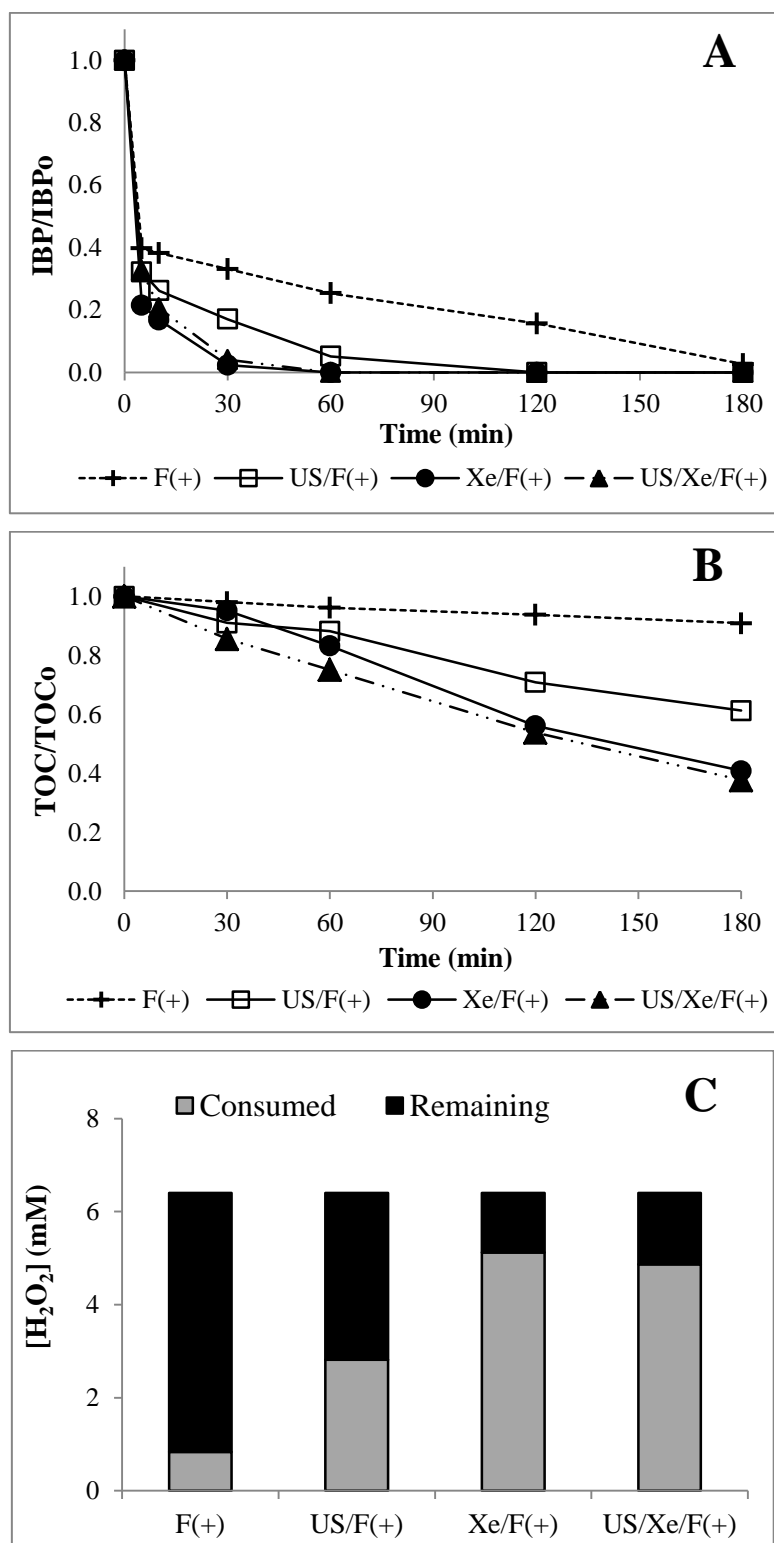 A
1.0
0.8
0.6
0.4
0.2
0.0
IBP/IBPo
0 30 60 90 120 150 180
Time (min)
F(+) US/F(+) Xe/F(+) US/Xe/F(+)
B
1.0
0.8
0.6
0.4
0.2
0.0
TOC/TOCo
0 30 60 90 120 150 180
Time (min)
F(+) US/F(+) Xe/F(+) US/Xe/F(+)
C
Consumed Remaining
8
6
4
2
0
[H₂O₂] (mM)
F(+) US/F(+) Xe/F(+) US/Xe/F(+)